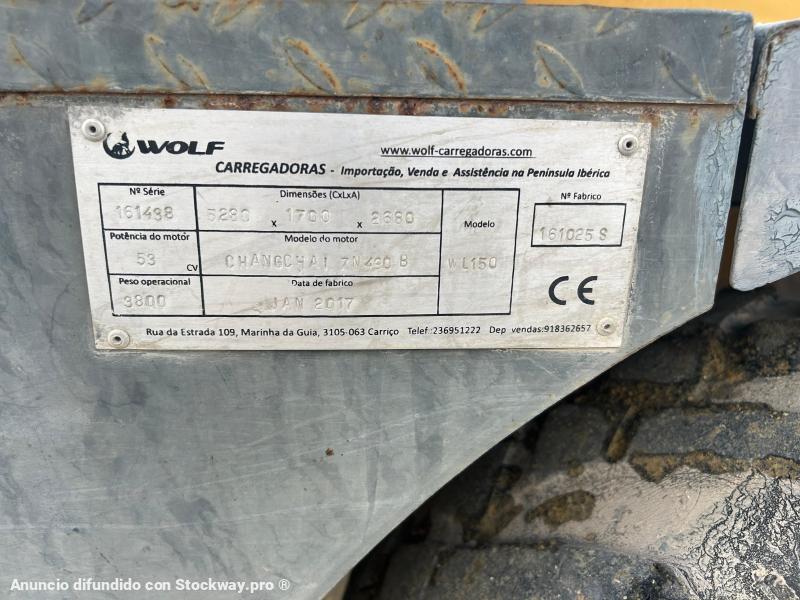 WOLF www.wolf-carregadoras.com
CARREGADORAS - Importação, Venda e Assistência na Península Ibérica
Nº Série Dimensões (CxLxA) Nº Fabrico
161498 5280 x 1700 x 2680 Modelo 161025 S
Potência do motor Modelo do motor
53 CV CHANGCHAI B WL150
Peso operacional Data de fabrico
3800 JAN 2017 CE
Rua da Estrada 109, Marinha da Guia, 3105-063 Carriço Telef.:236951222 Dep vendas:918362657
Anuncio difundido con Stockway.pro ®